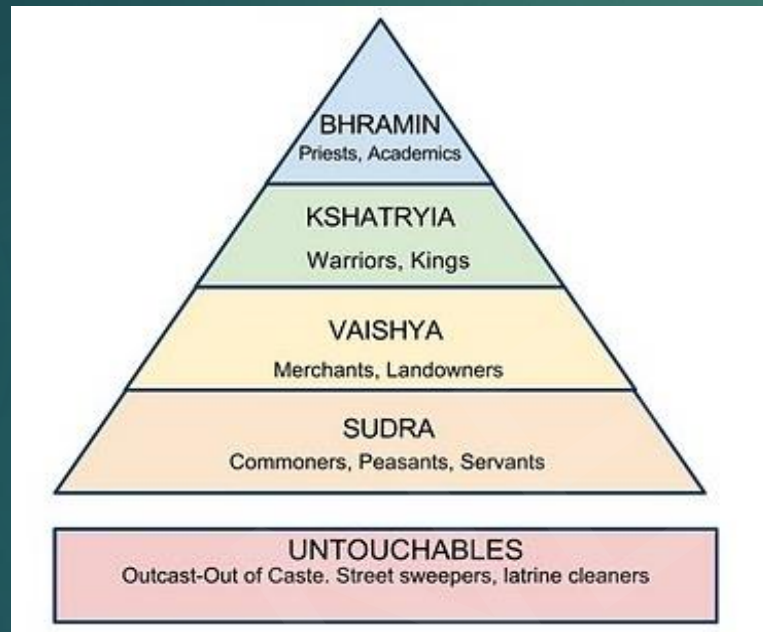 BHRAMIN
Priests, Academics
KSHATRYIA
Warriors, Kings
VAISHYA
Merchants, Landowners
SUDRA
Commoners, Peasants, Servants
UNTOUCHABLES
Outcast-Out of Caste. Street sweepers, latrine cleaners